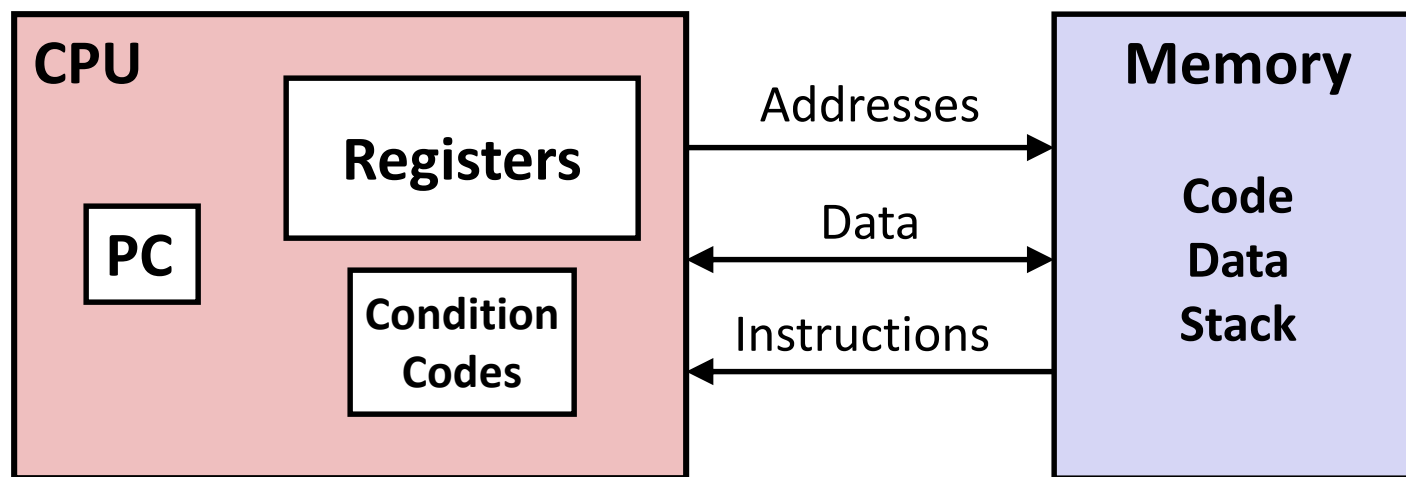 CPU
Registers
PC
Condition
Codes
Addresses
Data
Instructions
Memory
Code
Data
Stack